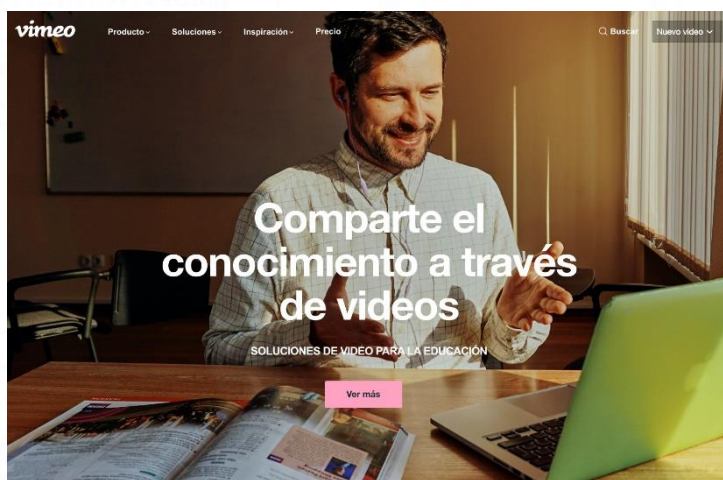 vimeo
Producto Soluciones Inspiración Precio Buscar Nuevo video
Comparte el
conocimiento a través
de videos
SOLUCIONES DE VIDEO PARA LA EDUCACIÓN
Ver más